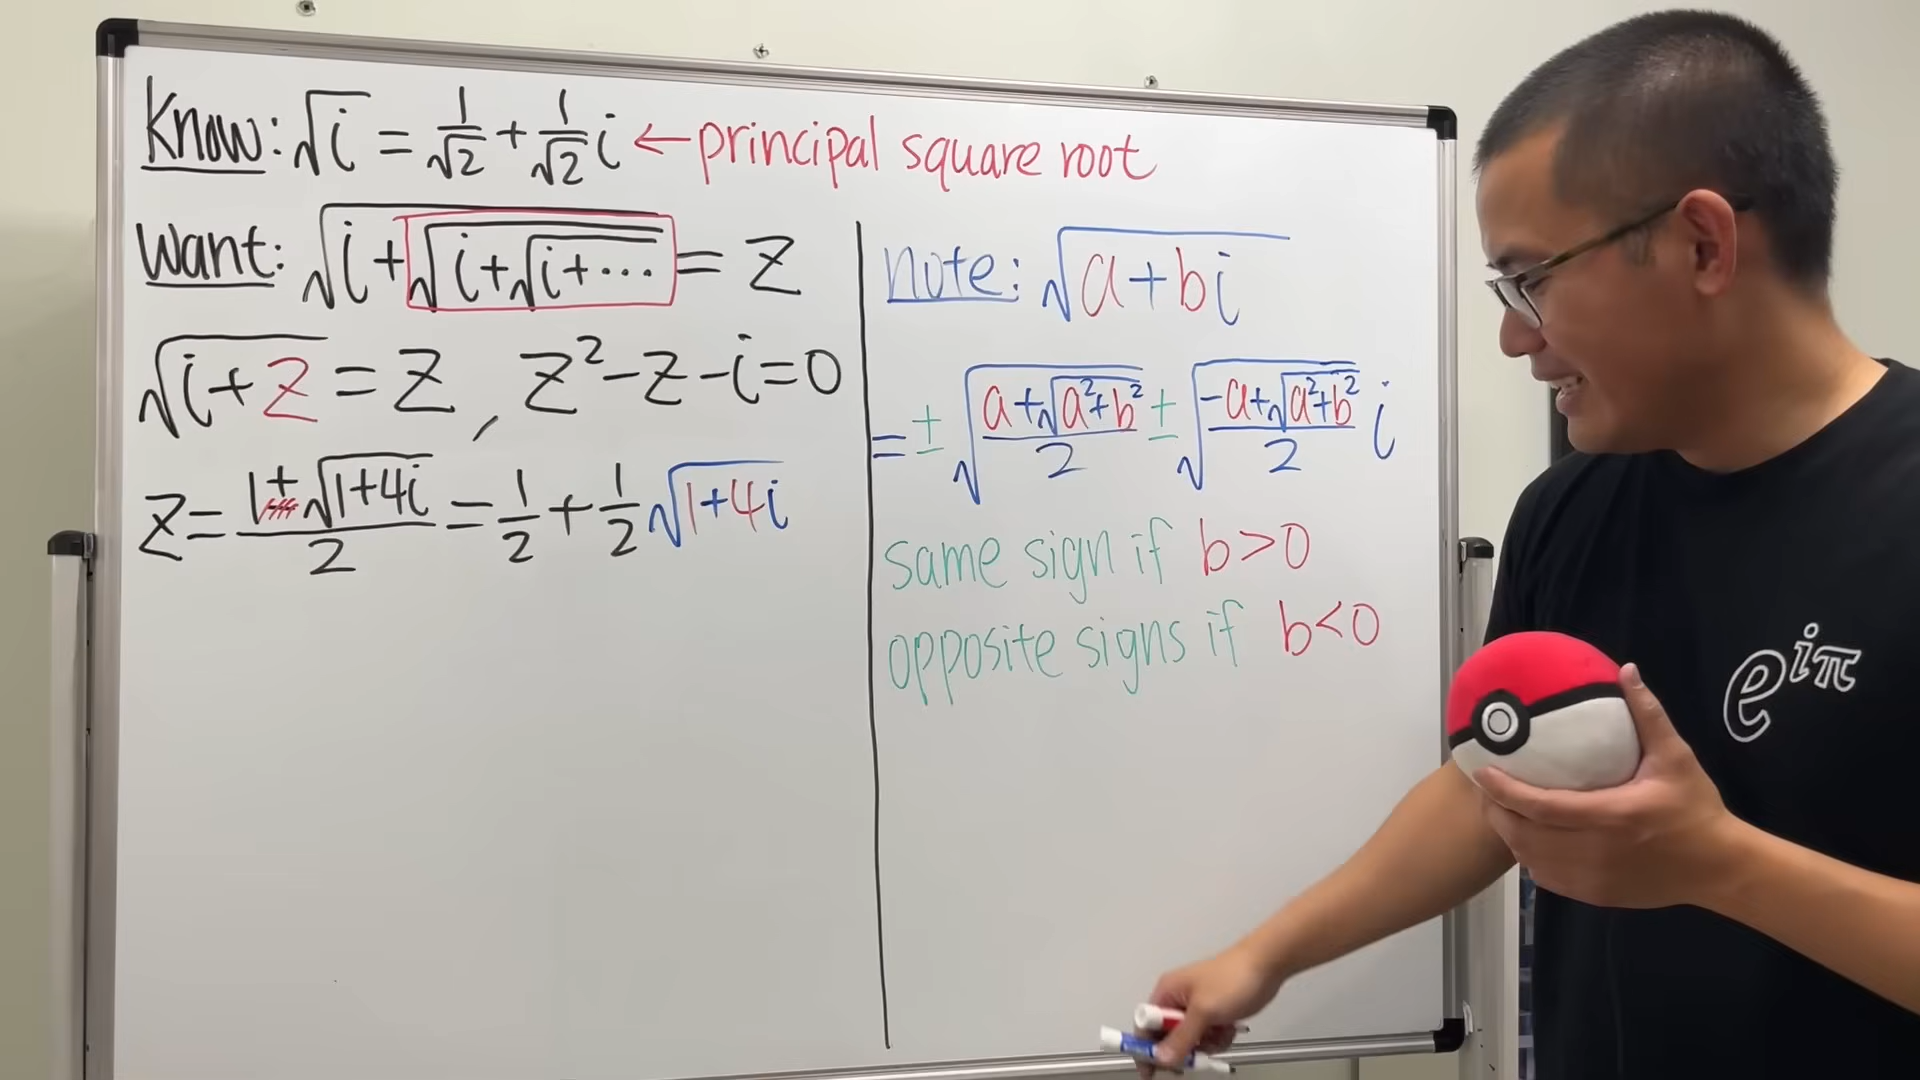 Know: √i = 1/√2 + 1/√2 i ← principal square root
Want: √(i+√(i+√(i+⋯))) = Z
√(i+Z) = Z , Z²-Z-i=0
Z = (1+√(1+4i))/2 = 1/2 + 1/2 √(1+4i)
note: √(a+bi)
= ± √((a+√(a²+b²))/2) ± √((-a+√(a²+b²))/2) i
same sign if b>0
opposite signs if b<0
e^iπ